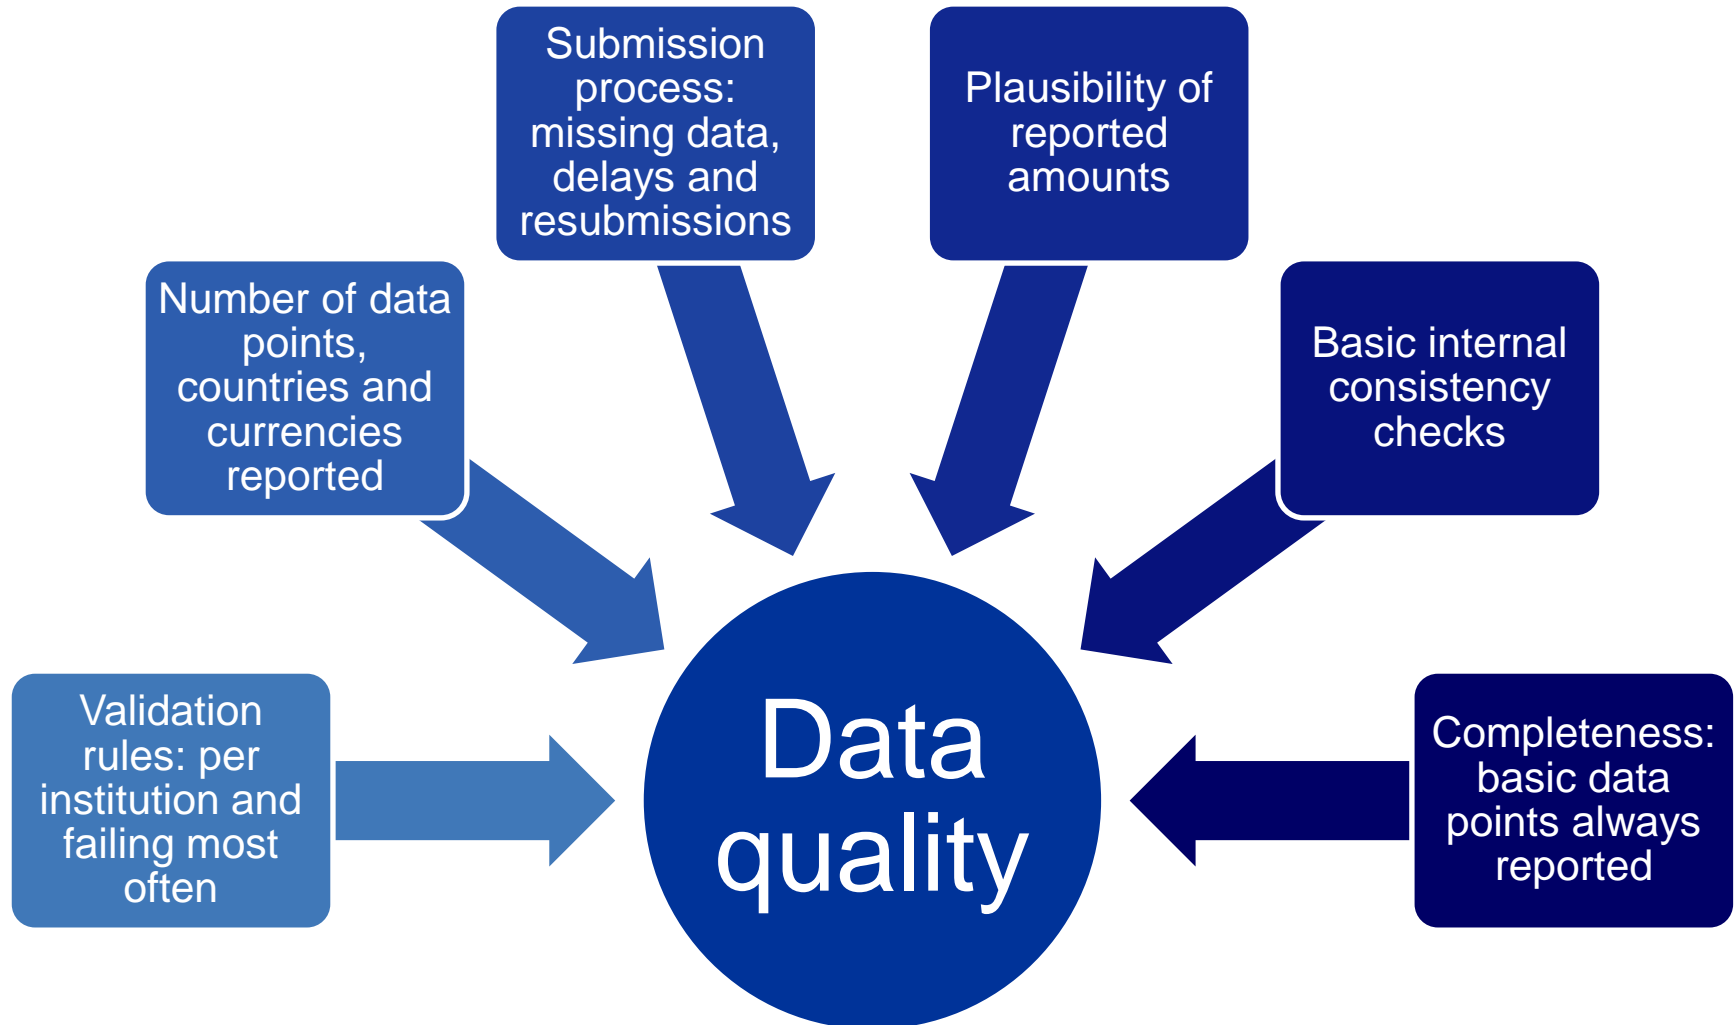 Submission
process:
missing data,
delays and
resubmissions
Plausibility of
reported
amounts
Number of data
points,
countries and
currencies
reported
Basic internal
consistency
checks
Validation
rules: per
institution and
failing most
often
Data
quality
Completeness:
basic data
points always
reported